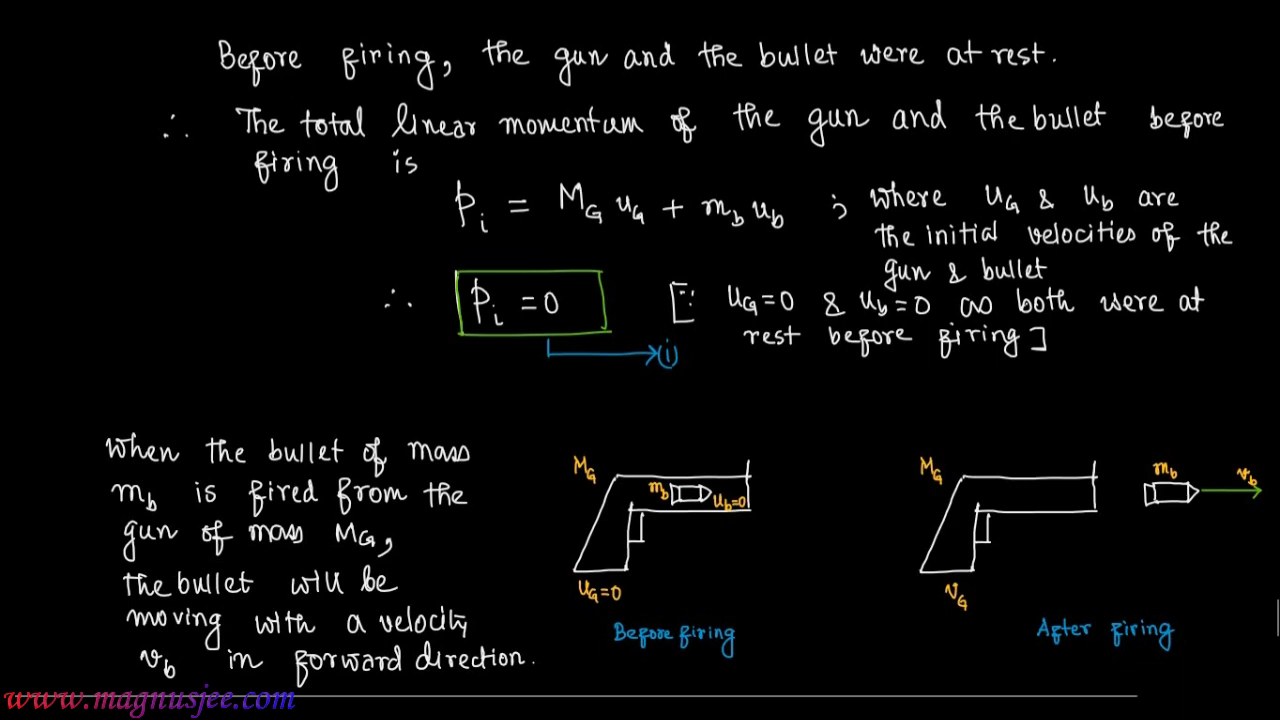 Before firing, the gun and the bullet were at rest.
∴ The total linear momentum of the gun and the bullet before
firing is
p_i = M_G u_G + m_b u_b ; where u_G & u_b are
the initial velocities of the
gun & bullet
∴ p_i = 0 [∵ u_G = 0 & u_b = 0 as both were at
rest before firing]
(i)
When the bullet of mass
m_b is fired from the
gun of mass M_G,
the bullet will be
moving with a velocity
v_b in forward direction.
M_G
m_b
u_b=0
u_G=0
Before firing
M_G
m_b
v_b
v_G
After firing
www.magnusjee.com